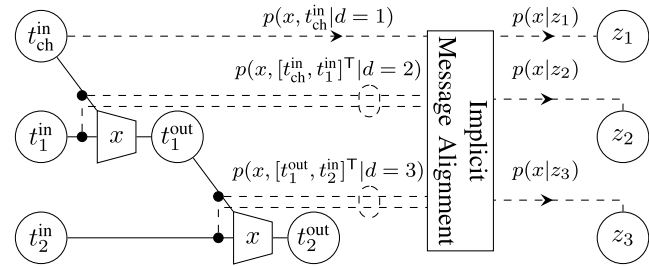 t_ch^in
p(x, t_ch^in|d = 1)
p(x|z_1)
z_1
p(x, [t_ch^in, t_1^in]^T|d = 2)
p(x|z_2)
t_1^in
x
t_1^out
z_2
Implicit
Message Alignment
p(x, [t_1^out, t_2^in]^T|d = 3)
p(x|z_3)
t_2^in
x
t_2^out
z_3